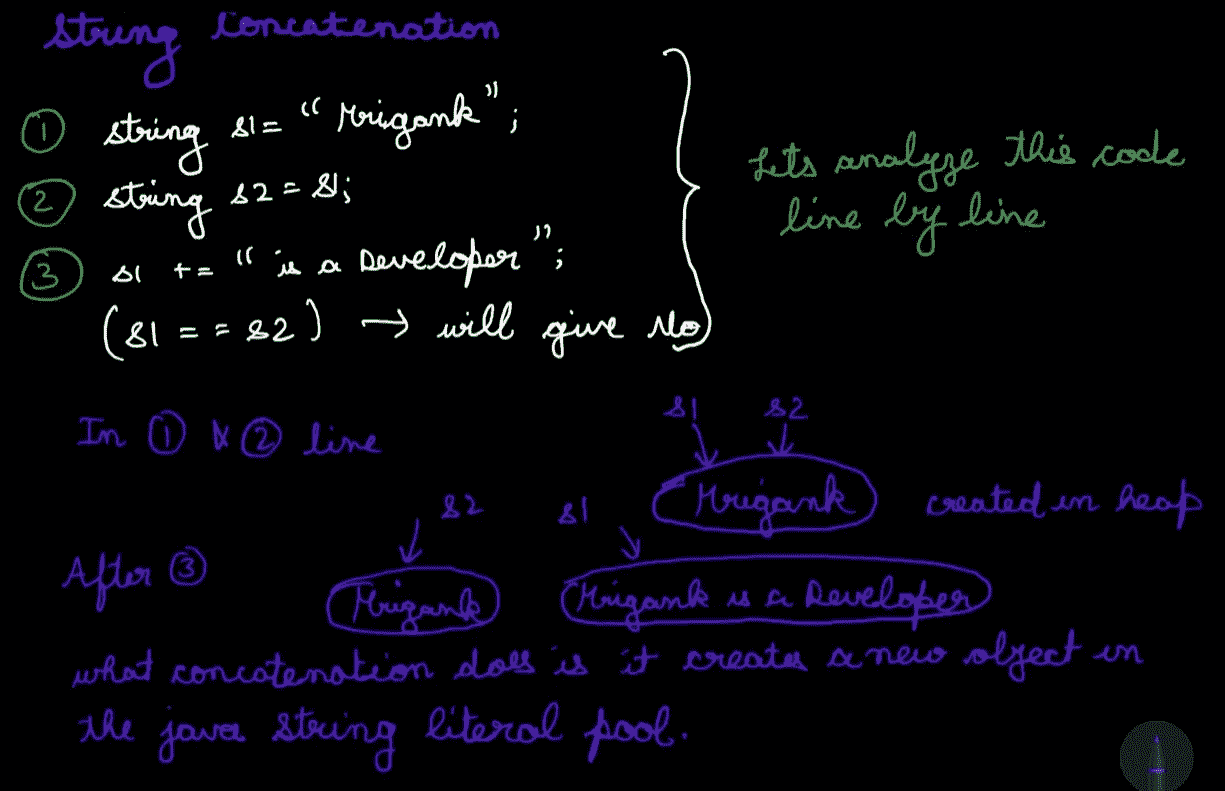 String Concatenation
① string s1 = "Mrigank";
② string s2 = s1;
③ s1 += " is a Developer";
(s1 == s2) → will give No
Lets analyze this code
line by line
In ① & ② line
s1 s2
Mrigank created in heap
After ③
s2 s1
Mrigank Mrigank is a Developer
what concatenation does is it creates a new object in
the java string literal pool.